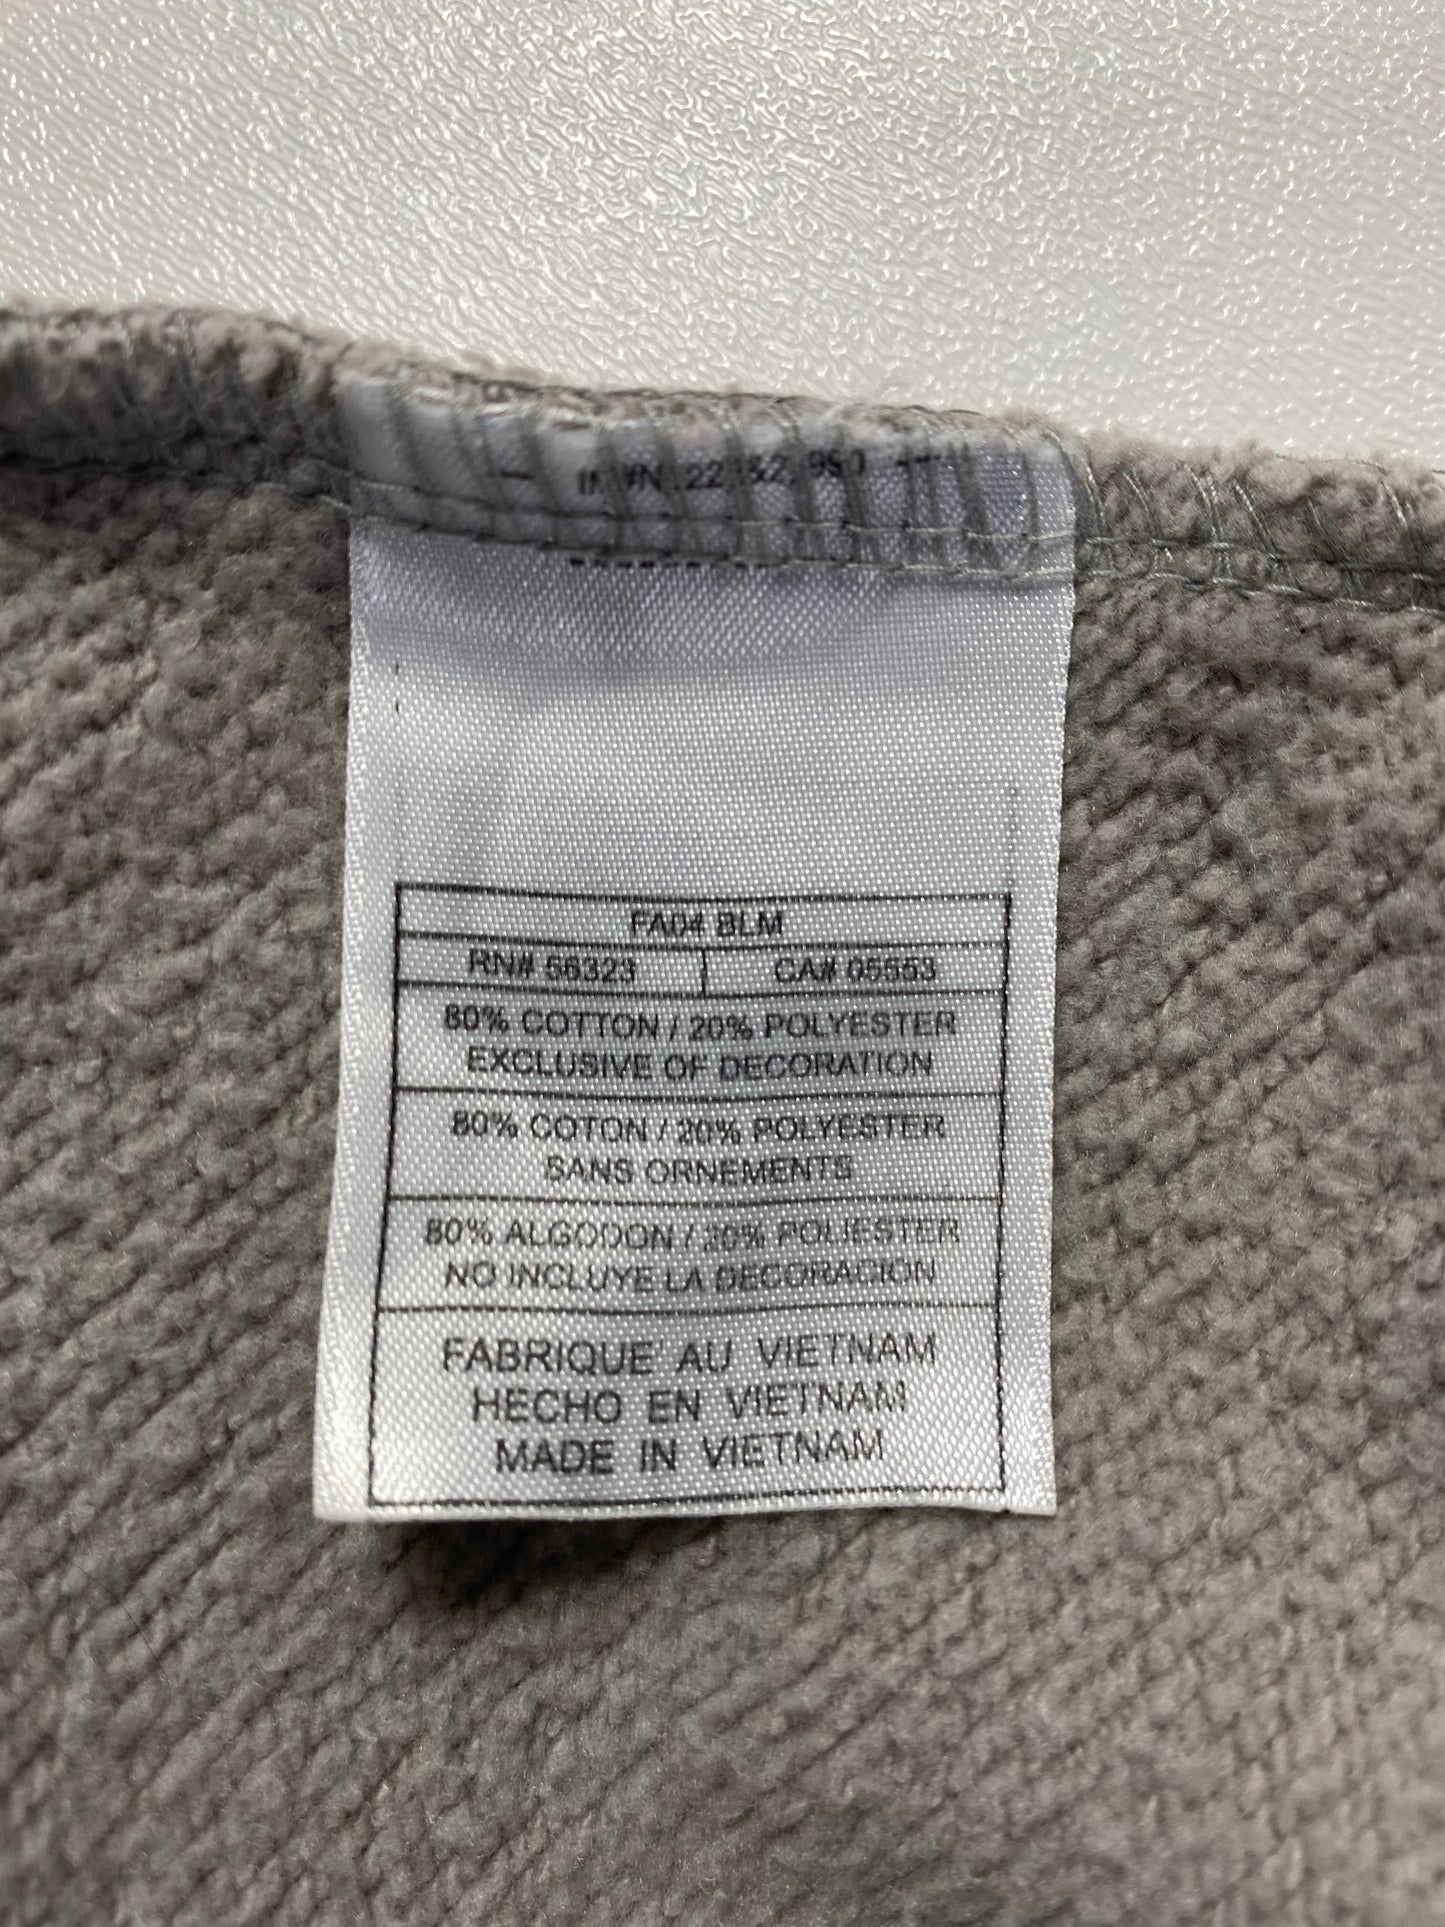 FA04 BLM
RN# 56323 CA# 05553
80% COTTON / 20% POLYESTER
EXCLUSIVE OF DECORATION
80% COTON / 20% POLYESTER
SANS ORNEMENTS
80% ALGODON / 20% POLIESTER
NO INCLUYE LA DECORACION
FABRIQUE' AU VIETNAM
HECHO EN VIETNAM
MADE IN VIETNAM